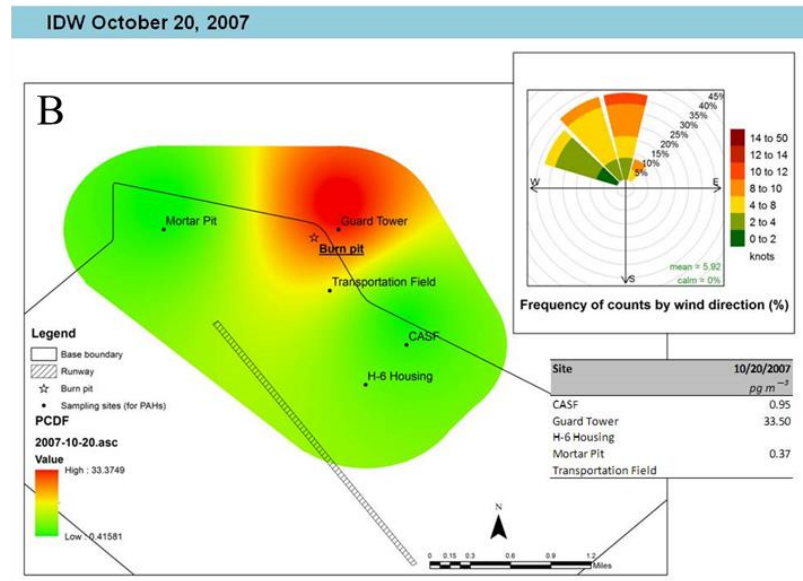 IDW October 20, 2007
B
Mortar Pit
Guard Tower
Burn pit
Transportation Field
CASF
H-6 Housing
Legend
Base boundary
Runway
Burn pit
Sampling sites (for PAHs)
PCDF
2007-10-20.asc
Value
High : 33.3749
Low : 0.41581
N
0 0.15 0.3 0.6 0.9 1.2
Miles
45%
40%
35%
30%
25%
20%
15%
10%
5%
W
E
S
mean = 5.92
calm = 0%
14 to 50
12 to 14
10 to 12
8 to 10
4 to 8
2 to 4
0 to 2
knots
Frequency of counts by wind direction (%)
Site 10/20/2007
pg m⁻³
CASF 0.95
Guard Tower 33.50
H-6 Housing
Mortar Pit 0.37
Transportation Field